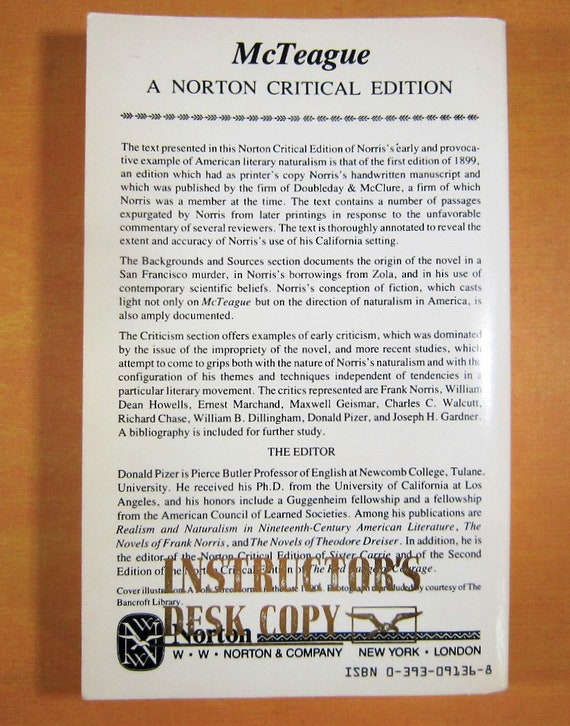 McTeague
A NORTON CRITICAL EDITION
The text presented in this Norton Critical Edition of Norris's early and provoca-
tive example of American literary naturalism is that of the first edition of 1899,
an edition which had as printer's copy Norris's handwritten manuscript and
which was published by the firm of Doubleday & McClure, a firm of which
Norris was a member at the time. The text contains a number of passages
expurgated by Norris from later printings in response to the unfavorable
commentary of several reviewers. The text is thoroughly annotated to reveal the
extent and accuracy of Norris's use of his California setting.
The Backgrounds and Sources section documents the origin of the novel in a
San Francisco murder, in Norris's borrowings from Zola, and in his use of
contemporary scientific beliefs. Norris's conception of fiction, which casts
light not only on McTeague but on the direction of naturalism in America, is
also amply documented.
The Criticism section offers examples of early criticism, which was dominated
by the issue of the impropriety of the novel, and more recent studies, which
attempt to come to grips both with the nature of Norris's naturalism and with the
configuration of his themes and techniques independent of tendencies in a
particular literary movement. The critics represented are Frank Norris, William
Dean Howells, Ernest Marchand, Maxwell Geismar, Charles C. Walcutt,
Richard Chase, William B. Dillingham, Donald Pizer, and Joseph H. Gardner.
A bibliography is included for further study.
THE EDITOR
Donald Pizer is Pierce Butler Professor of English at Newcomb College, Tulane
University. He received his Ph.D. from the University of California at Los
Angeles, and his honors include a Guggenheim fellowship and a fellowship
from the American Council of Learned Societies. Among his publications are
Realism and Naturalism in Nineteenth-Century American Literature, The
Novels of Frank Norris, and The Novels of Theodore Dreiser. In addition, he is
the editor of the Norton Critical Edition of Sister Carrie and of the Second
Edition of the Norton Critical Edition of The Red Badge of Courage.
INSTRUCTOR'S
Cover illustration: A Polk Street reproduced by courtesy of The
Bancroft Library.
DESK COPY
Norton
W • W • NORTON & COMPANY NEW YORK • LONDON
ISBN 0-393-09136-8